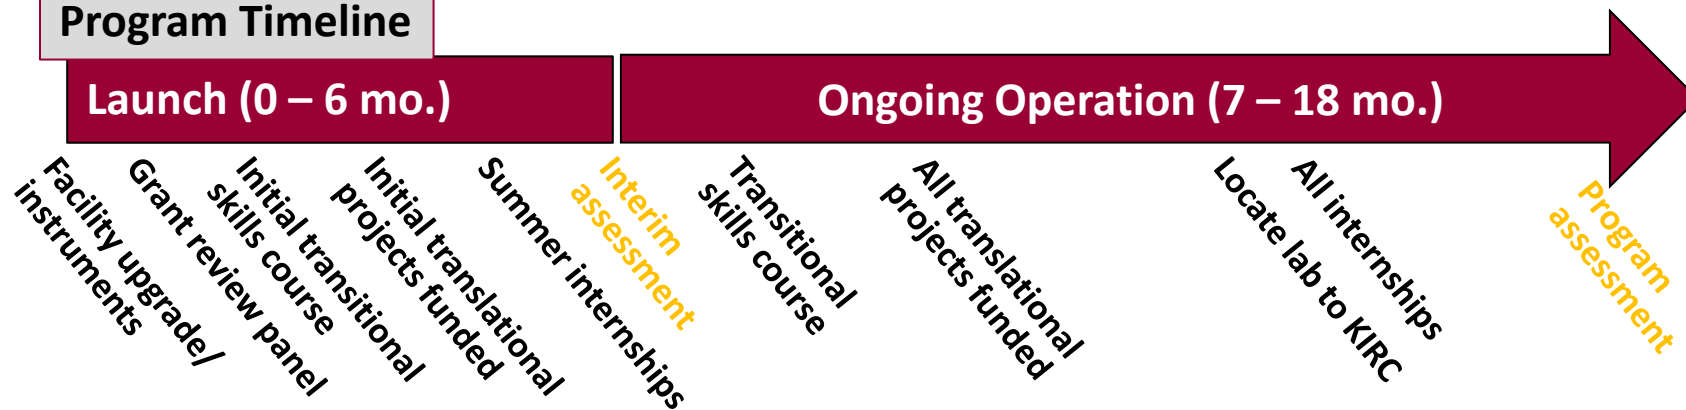 Program Timeline
Launch (0 – 6 mo.)
Ongoing Operation (7 – 18 mo.)
Facility upgrade/
instruments
Grant review panel
Initial transitional
skills course
Initial translational
projects funded
Summer internships
Interim
assessment
Transitional
skills course
All translational
projects funded
Locate lab to KIRC
All internships
Program
assessment